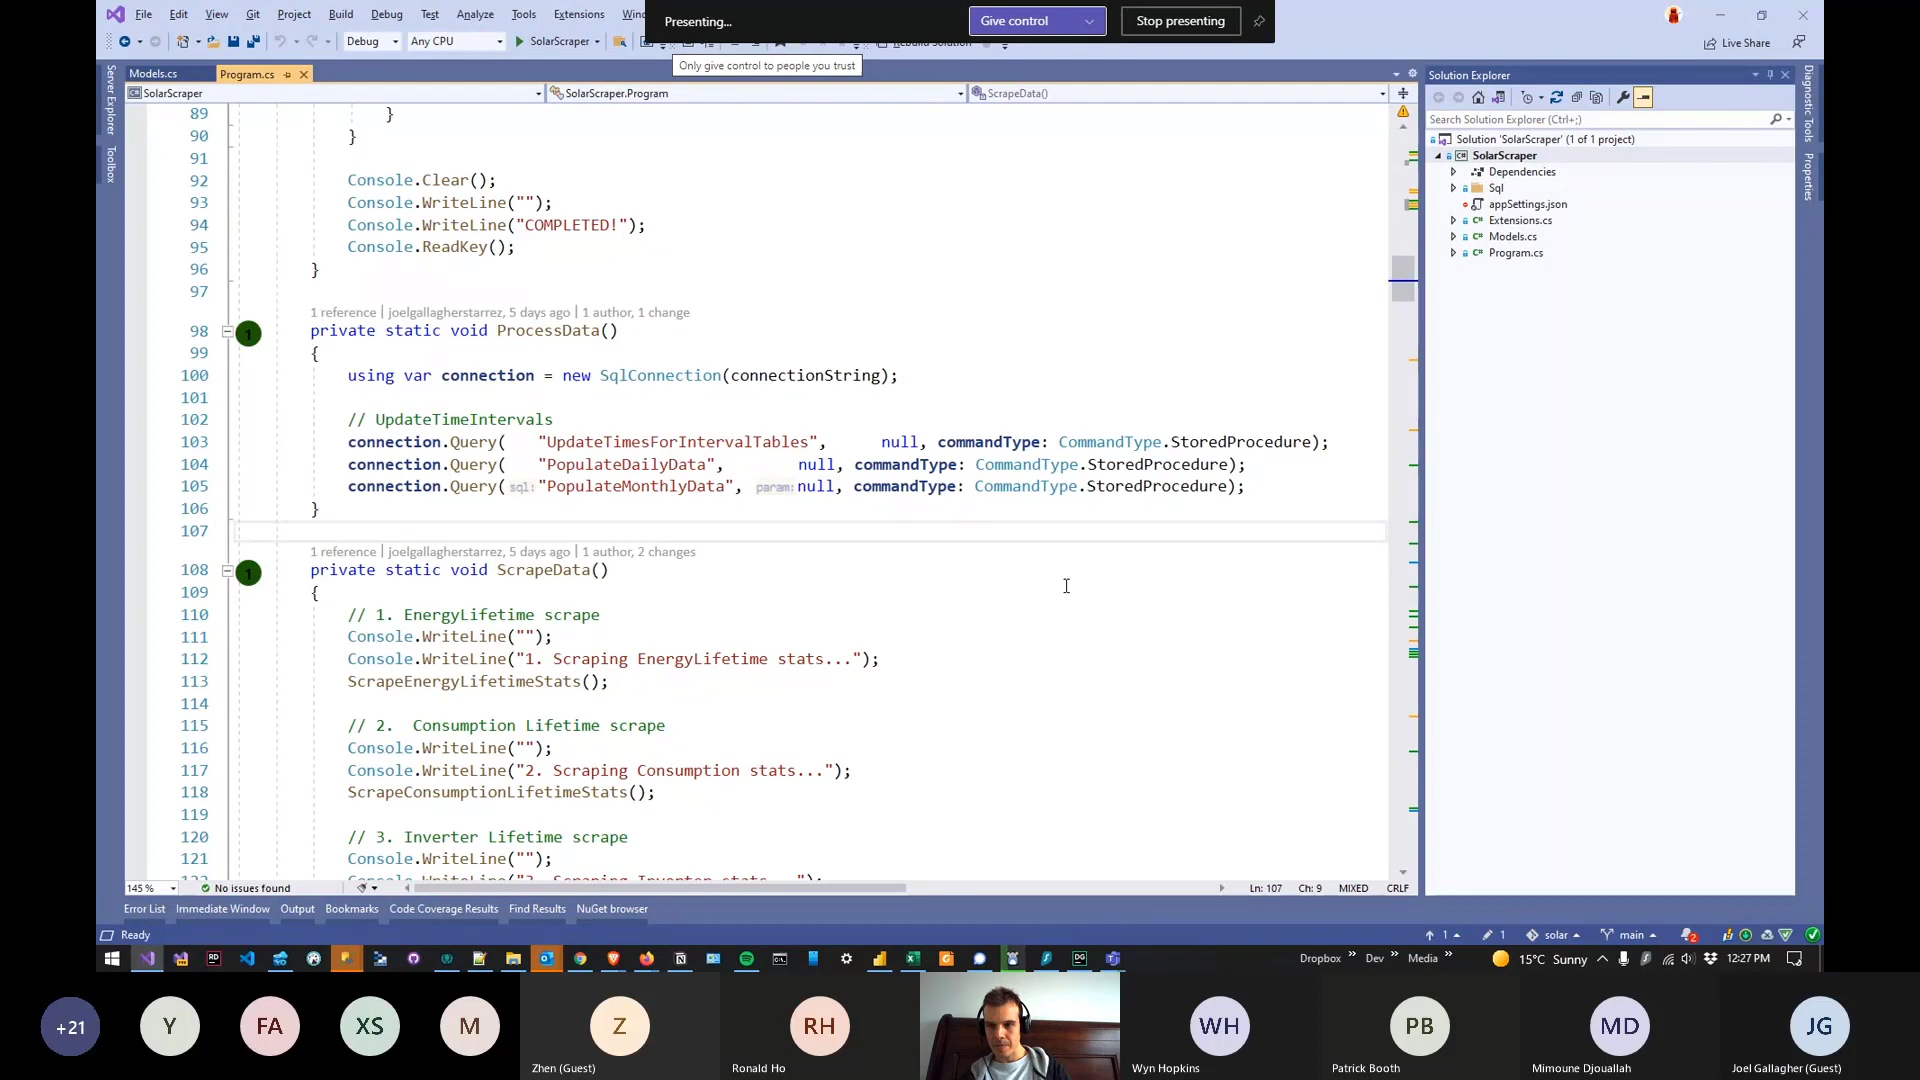 File Edit View Git Project Build Debug Test Analyze Tools Extensions
Presenting...
Give control
Stop presenting
Debug
Any CPU
SolarScraper
Live Share
Only give control to people you trust
Models.cs
Program.cs
SolarScraper
SolarScraper.Program
ScrapeData()
Server Explorer
Toolbox
89 }
90 }
91
92 Console.Clear();
93 Console.WriteLine("");
94 Console.WriteLine("COMPLETED!");
95 Console.ReadKey();
96 }
97
1 reference | joelgallagherstarrez, 5 days ago | 1 author, 1 change
98 private static void ProcessData()
99 {
100 using var connection = new SqlConnection(connectionString);
101
102 // UpdateTimeIntervals
103 connection.Query( "UpdateTimesForIntervalTables", null, commandType: CommandType.StoredProcedure);
104 connection.Query( "PopulateDailyData", null, commandType: CommandType.StoredProcedure);
105 connection.Query( sql: "PopulateMonthlyData", param: null, commandType: CommandType.StoredProcedure);
106 }
107
1 reference | joelgallagherstarrez, 5 days ago | 1 author, 2 changes
108 private static void ScrapeData()
109 {
110 // 1. EnergyLifetime scrape
111 Console.WriteLine("");
112 Console.WriteLine("1. Scraping EnergyLifetime stats...");
113 ScrapeEnergyLifetimeStats();
114
115 // 2. Consumption Lifetime scrape
116 Console.WriteLine("");
117 Console.WriteLine("2. Scraping Consumption stats...");
118 ScrapeConsumptionLifetimeStats();
119
120 // 3. Inverter Lifetime scrape
121 Console.WriteLine("");
Solution Explorer
Search Solution Explorer (Ctrl+;)
Solution 'SolarScraper' (1 of 1 project)
SolarScraper
Dependencies
Sql
appSettings.json
Extensions.cs
Models.cs
Program.cs
Diagnostic Tools
Properties
145 %
No issues found
Ln: 107 Ch: 9 MIXED CRLF
Error List Immediate Window Output Bookmarks Code Coverage Results Find Results NuGet browser
Ready
1
1
solar
main
2
Dropbox
Dev
Media
15°C Sunny
12:27 PM
+21
Y
FA
XS
M
Z
Zhen (Guest)
RH
Ronald Ho
WH
Wyn Hopkins
PB
Patrick Booth
MD
Mimoune Djouallah
JG
Joel Gallagher (Guest)